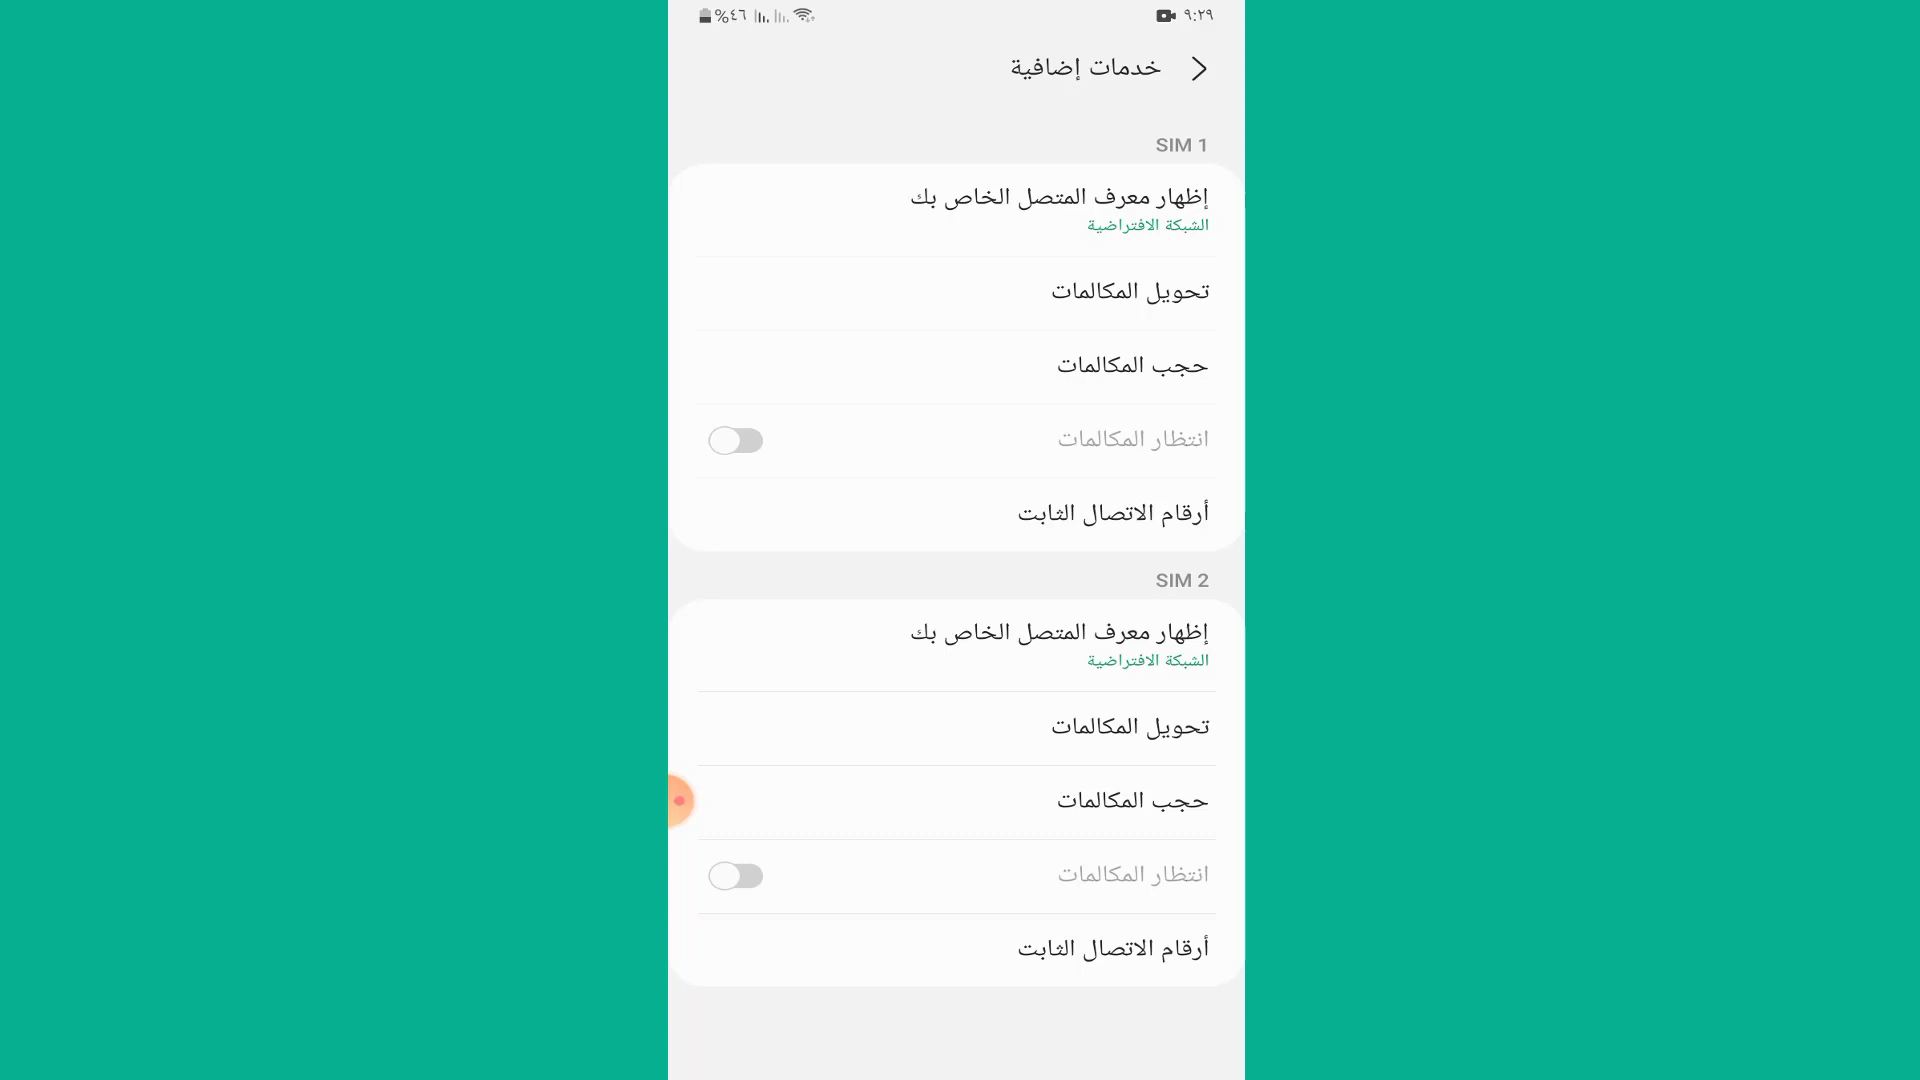 ٩:٢٩ %٤٦
خدمات إضافية
SIM 1
إظهار معرف المتصل الخاص بك
الشبكة الافتراضية
تحويل المكالمات
حجب المكالمات
انتظار المكالمات
أرقام الاتصال الثابت
SIM 2
إظهار معرف المتصل الخاص بك
الشبكة الافتراضية
تحويل المكالمات
حجب المكالمات
انتظار المكالمات
أرقام الاتصال الثابت